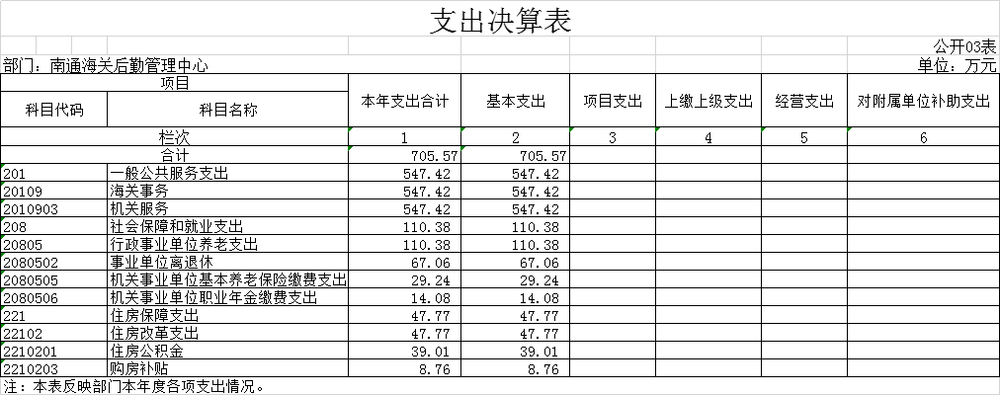 支出决算表
公开03表
部门：南通海关后勤管理中心 单位：万元
项目 本年支出合计 基本支出 项目支出 上缴上级支出 经营支出 对附属单位补助支出
科目代码 科目名称
栏次 1 2 3 4 5 6
合计 705.57 705.57
201 一般公共服务支出 547.42 547.42
20109 海关事务 547.42 547.42
2010903 机关服务 547.42 547.42
208 社会保障和就业支出 110.38 110.38
20805 行政事业单位养老支出 110.38 110.38
2080502 事业单位离退休 67.06 67.06
2080505 机关事业单位基本养老保险缴费支出 29.24 29.24
2080506 机关事业单位职业年金缴费支出 14.08 14.08
221 住房保障支出 47.77 47.77
22102 住房改革支出 47.77 47.77
2210201 住房公积金 39.01 39.01
2210203 购房补贴 8.76 8.76
注：本表反映部门本年度各项支出情况。